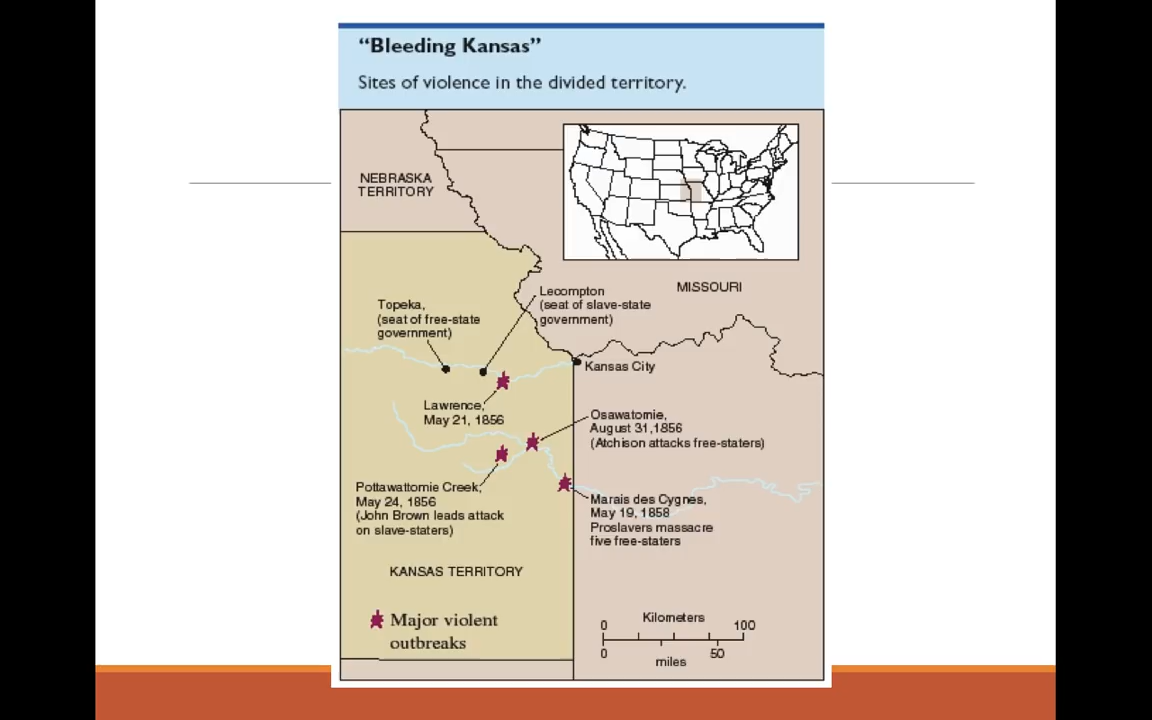 “Bleeding Kansas”
Sites of violence in the divided territory.
NEBRASKA
TERRITORY
MISSOURI
Lecompton
(seat of slave-state
government)
Topeka,
(seat of free-state
government)
Kansas City
Lawrence,
May 21, 1856
Osawatomie,
August 31,1856
(Atchison attacks free-staters)
Pottawattomie Creek,
May 24, 1856
(John Brown leads attack
on slave-staters)
Marais des Cygnes,
May 19, 1858
Proslavers massacre
five free-staters
KANSAS TERRITORY
Major violent
outbreaks
Kilometers
0 100
0 50
miles